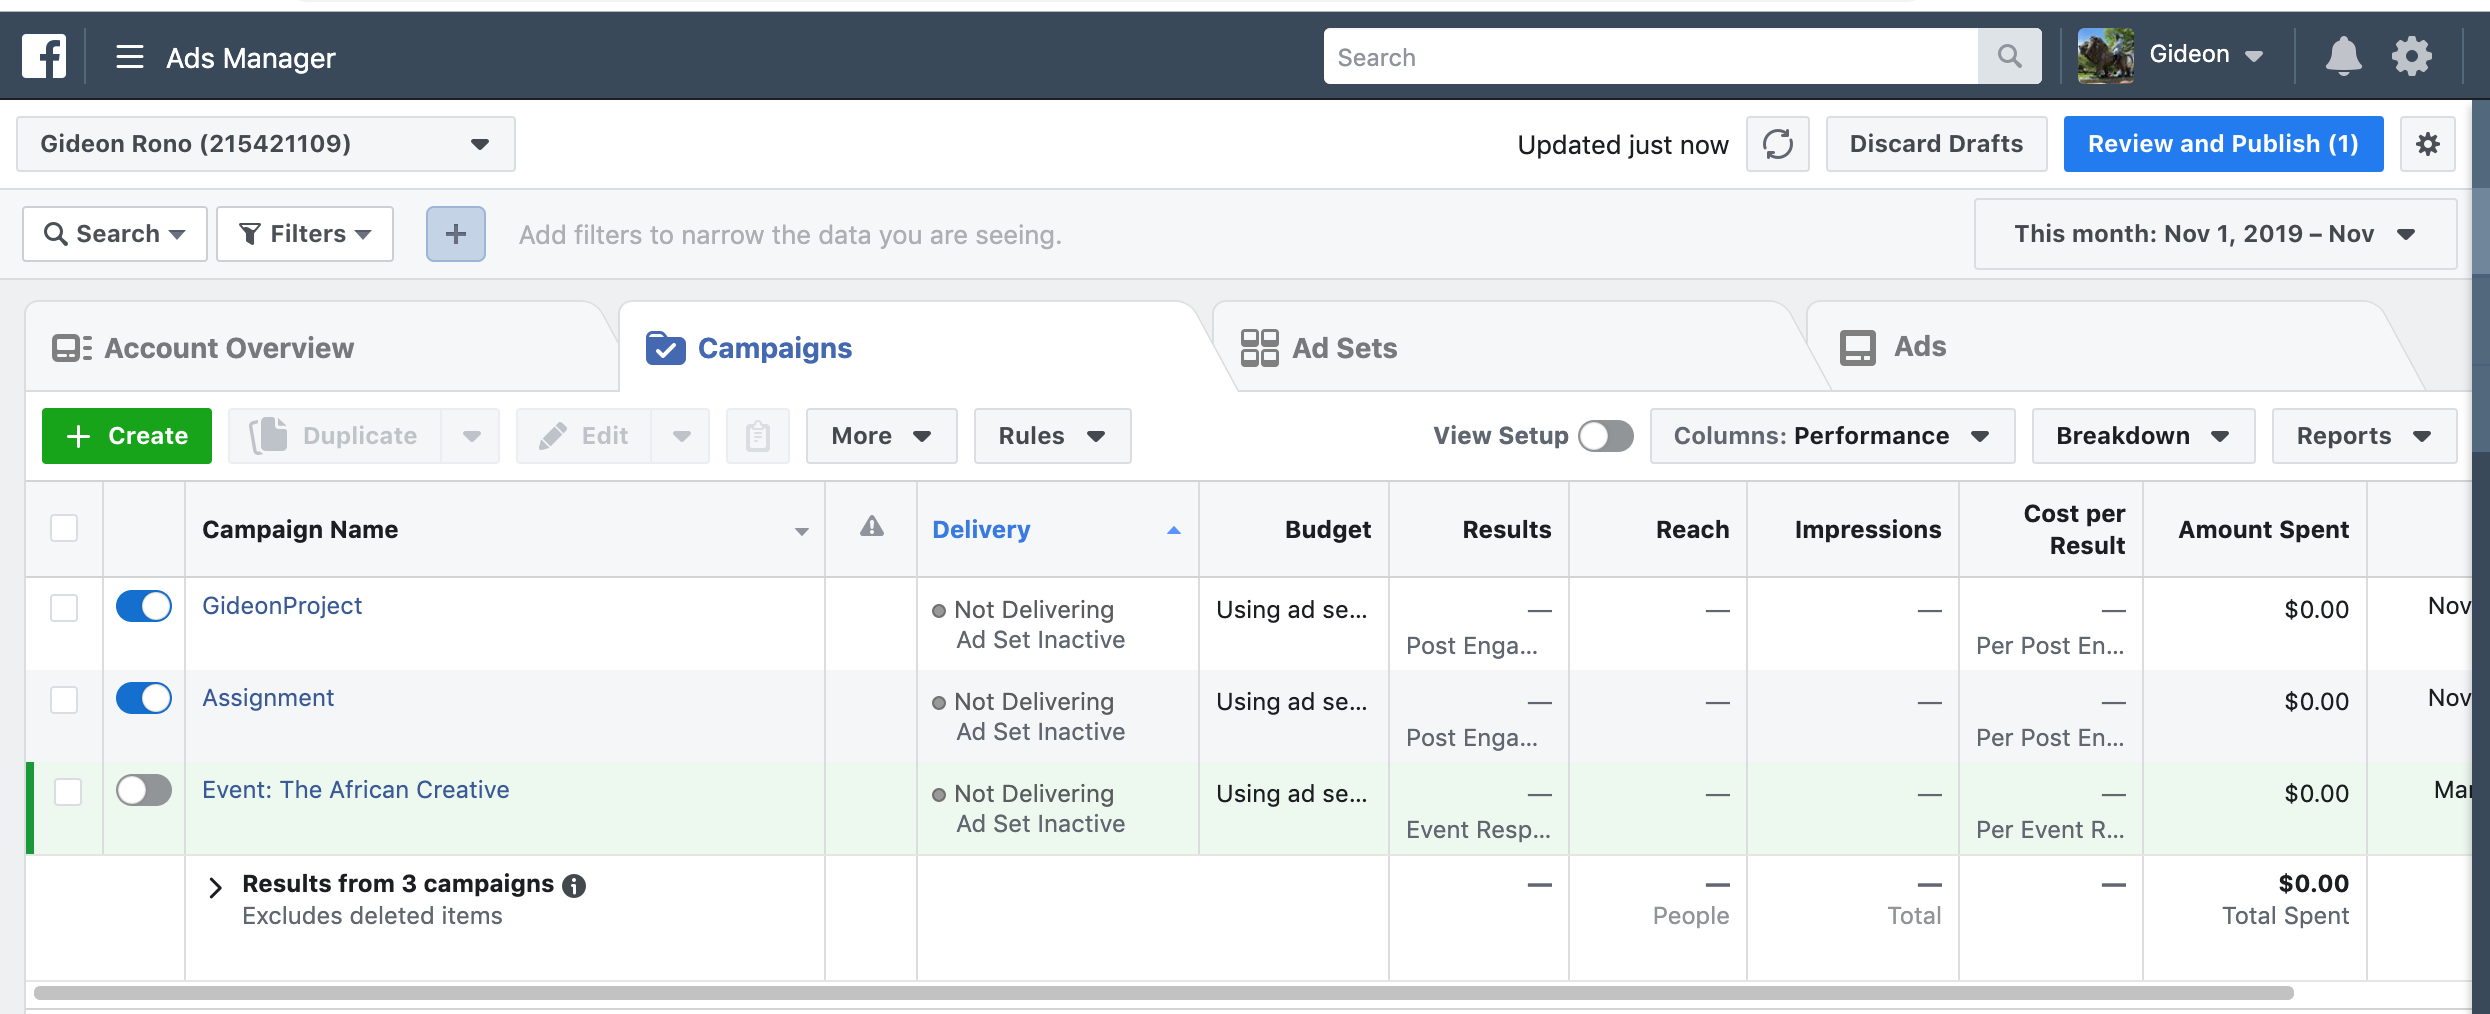 Ads Manager
Search
Gideon
Gideon Rono (215421109)
Updated just now
Discard Drafts
Review and Publish (1)
Search
Filters
+
Add filters to narrow the data you are seeing.
This month: Nov 1, 2019 – Nov
Account Overview
Campaigns
Ad Sets
Ads
+ Create
Duplicate
Edit
More
Rules
View Setup
Columns: Performance
Breakdown
Reports
Campaign Name
Delivery
Budget
Results
Reach
Impressions
Cost per
Result
Amount Spent
GideonProject
Not Delivering
Ad Set Inactive
Using ad se...
—
Post Enga...
—
—
—
Per Post En...
$0.00
Nov
Assignment
Not Delivering
Ad Set Inactive
Using ad se...
—
Post Enga...
—
—
—
Per Post En...
$0.00
Nov
Event: The African Creative
Not Delivering
Ad Set Inactive
Using ad se...
—
Event Resp...
—
—
—
Per Event R...
$0.00
Mar
Results from 3 campaigns
Excludes deleted items
—
—
People
—
Total
—
$0.00
Total Spent